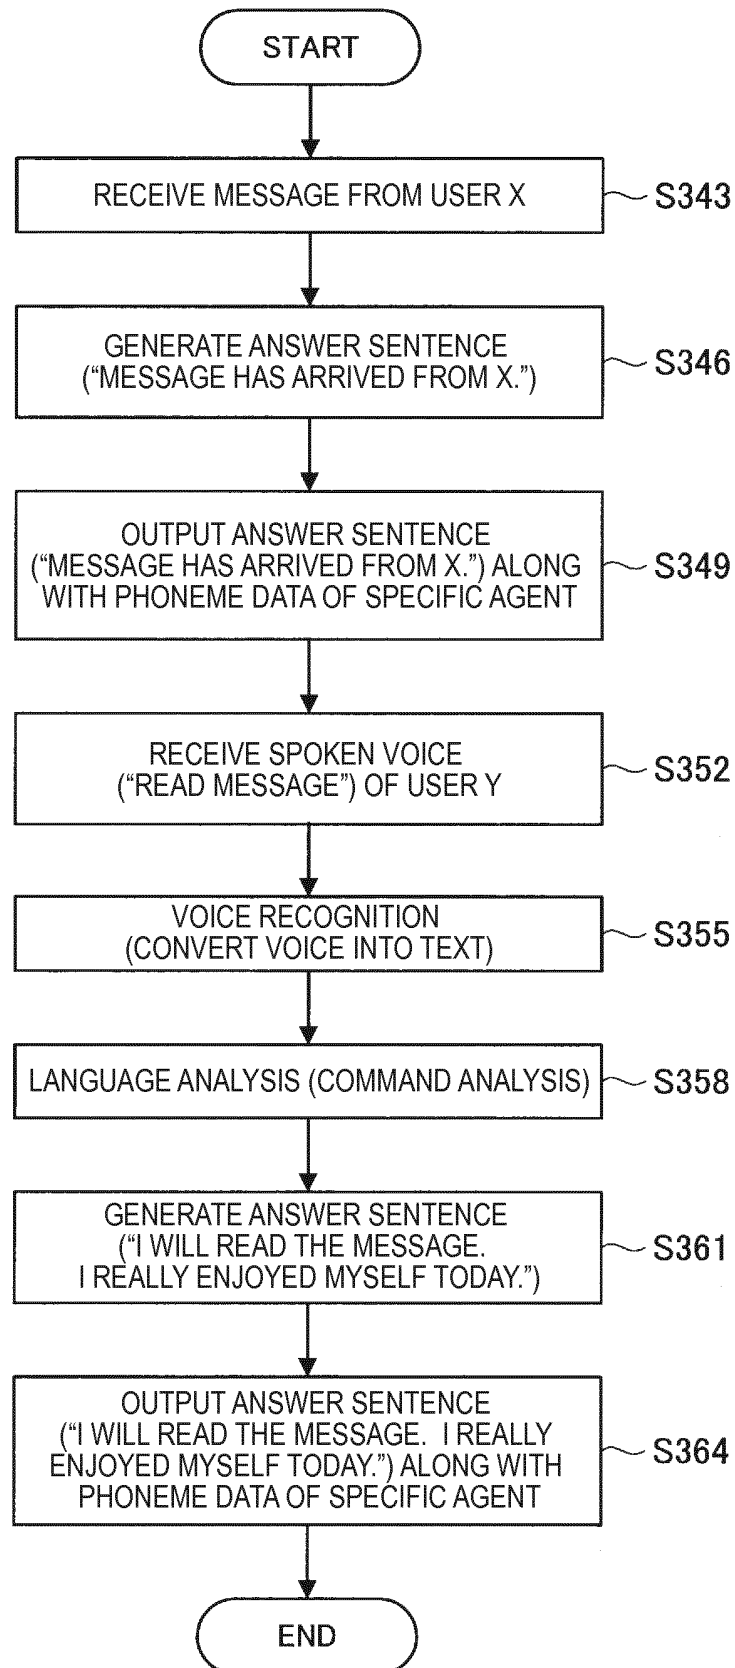 START
RECEIVE MESSAGE FROM USER X
S343
GENERATE ANSWER SENTENCE
(“MESSAGE HAS ARRIVED FROM X.”)
S346
OUTPUT ANSWER SENTENCE
(“MESSAGE HAS ARRIVED FROM X.”) ALONG
WITH PHONEME DATA OF SPECIFIC AGENT
S349
RECEIVE SPOKEN VOICE
(“READ MESSAGE”) OF USER Y
S352
VOICE RECOGNITION
(CONVERT VOICE INTO TEXT)
S355
LANGUAGE ANALYSIS (COMMAND ANALYSIS)
S358
GENERATE ANSWER SENTENCE
(“I WILL READ THE MESSAGE.
I REALLY ENJOYED MYSELF TODAY.”)
S361
OUTPUT ANSWER SENTENCE
(“I WILL READ THE MESSAGE. I REALLY
ENJOYED MYSELF TODAY.”) ALONG WITH
PHONEME DATA OF SPECIFIC AGENT
S364
END